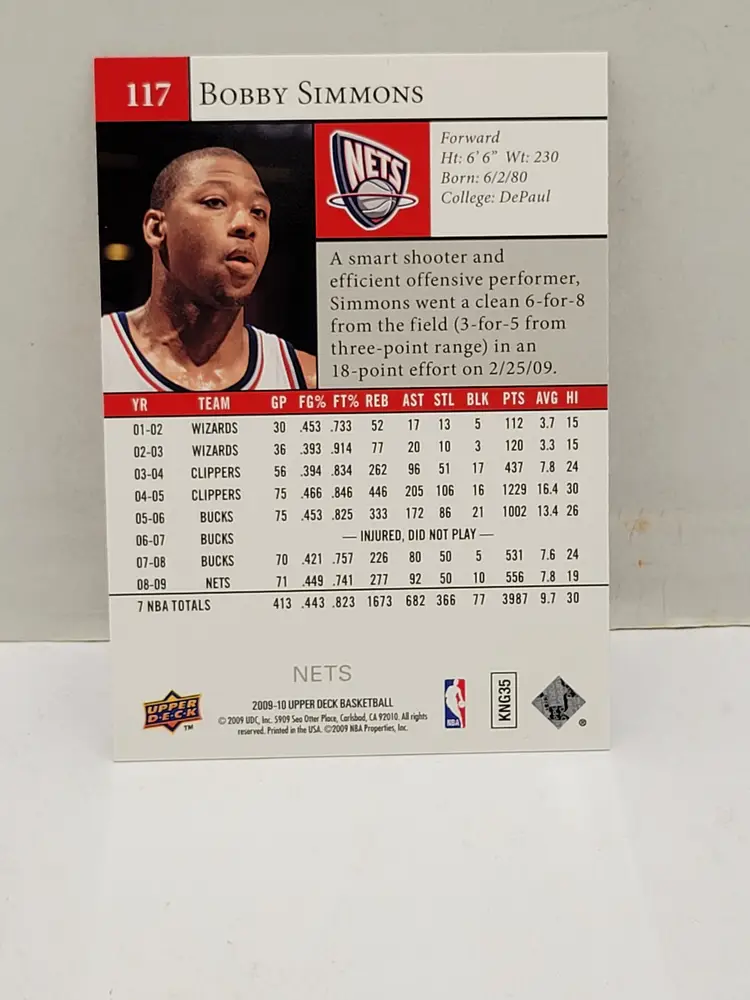 117 BOBBY SIMMONS
NETS
Forward
Ht: 6' 6" Wt: 230
Born: 6/2/80
College: DePaul
A smart shooter and
efficient offensive performer,
Simmons went a clean 6-for-8
from the field (3-for-5 from
three-point range) in an
18-point effort on 2/25/09.
YR TEAM GP FG% FT% REB AST STL BLK PTS AVG HI
01-02 WIZARDS 30 .453 .733 52 17 13 5 112 3.7 15
02-03 WIZARDS 36 .393 .914 77 20 10 3 120 3.3 15
03-04 CLIPPERS 56 .394 .834 262 96 51 17 437 7.8 24
04-05 CLIPPERS 75 .466 .846 446 205 106 16 1229 16.4 30
05-06 BUCKS 75 .453 .825 333 172 86 21 1002 13.4 26
06-07 BUCKS — INJURED, DID NOT PLAY —
07-08 BUCKS 70 .421 .757 226 80 50 5 531 7.6 24
08-09 NETS 71 .449 .741 277 92 50 10 556 7.8 19
7 NBA TOTALS 413 .443 .823 1673 682 366 77 3987 9.7 30
NETS
UPPER
D·E·C·K
TM
2009-10 UPPER DECK BASKETBALL
© 2009 UDC, Inc. 5909 Sea Otter Place, Carlsbad, CA 92010. All rights
reserved. Printed in the USA. ©2009 NBA Properties, Inc.
NBA
KNG35
®